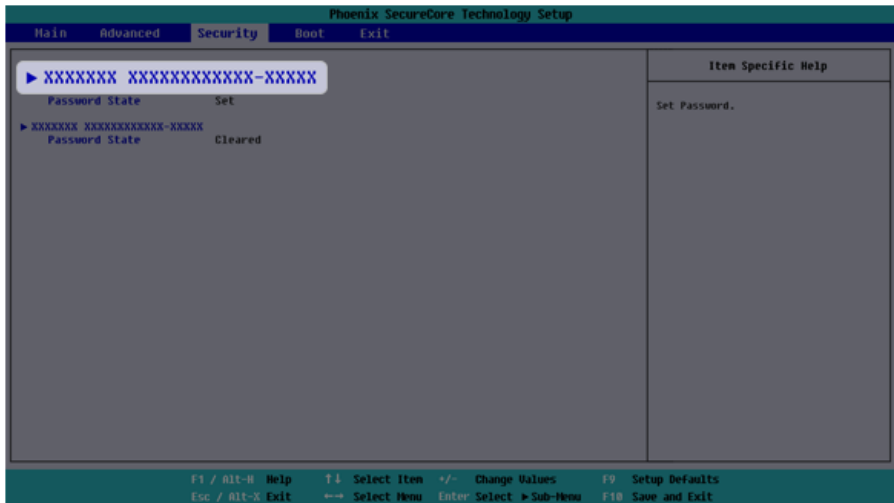 Phoenix SecureCore Technology Setup
Main Advanced Security Boot Exit
▶ XXXXXXX XXXXXXXXXXXX-XXXXX
Password State Set
▶ XXXXXXX XXXXXXXXXXXX-XXXXX
Password State Cleared
Item Specific Help
Set Password.
F1 / Alt-H Help ↑↓ Select Item +/- Change Values F9 Setup Defaults
Esc / Alt-X Exit ←→ Select Menu Enter Select ▶ Sub-Menu F10 Save and Exit